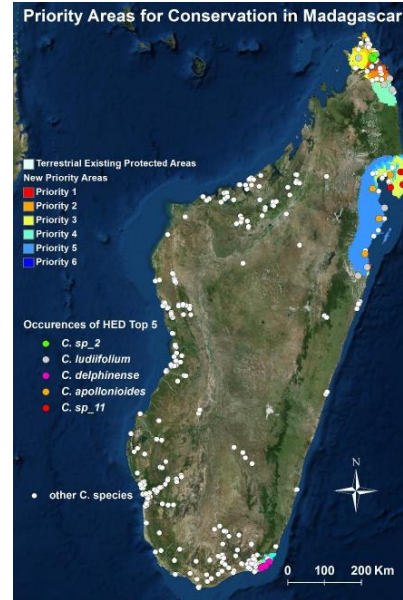 Priority Areas for Conservation in Madagascar
Terrestrial Existing Protected Areas
New Priority Areas
Priority 1
Priority 2
Priority 3
Priority 4
Priority 5
Priority 6
Occurences of HED Top 5
C. sp_2
C. ludiifolium
C. delphinense
C. apollonioides
C. sp_11
other C. species
N
0 100 200 Km